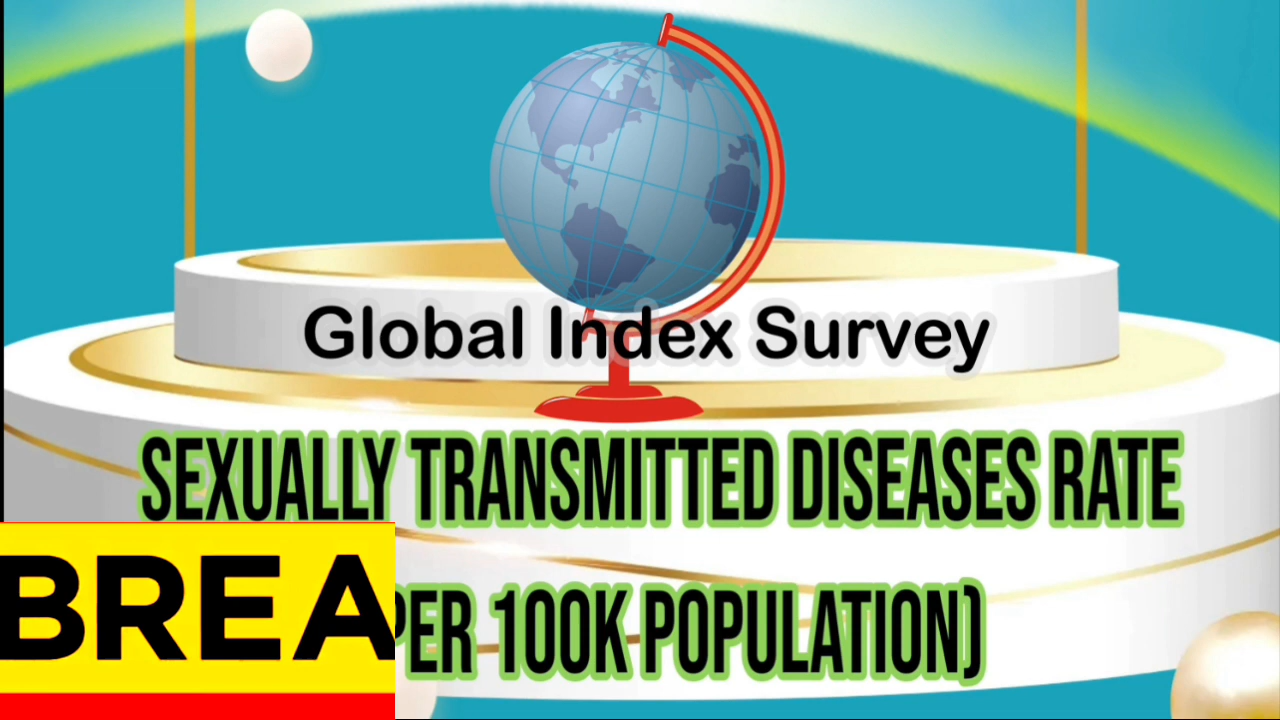 Global Index Survey
SEXUALLY TRANSMITTED DISEASES RATE
PER 100K POPULATION)
BREA